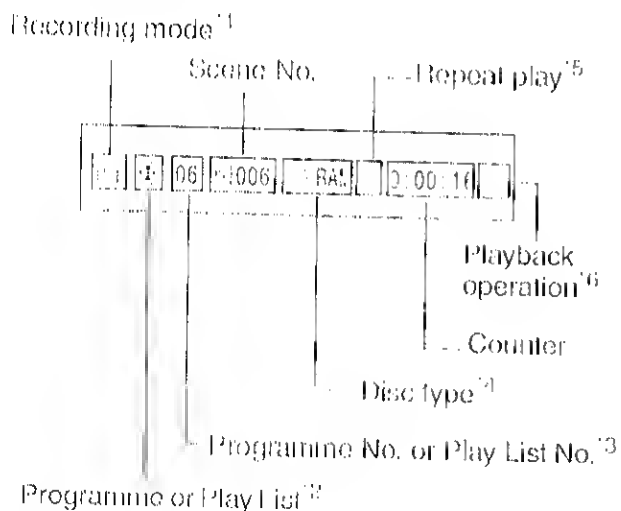 Recording mode*1
Scene No.
Repeat play*5
06
006
RAM
0:00:16
Playback
operation*6
Counter
Disc type*4
Programme No. or Play List No.*3
Programme or Play List*2